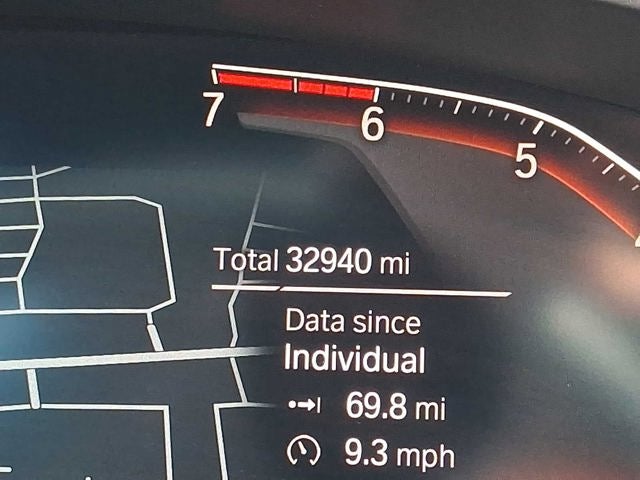 7
6
5
Total 32940 mi
Data since
Individual
69.8 mi
9.3 mph